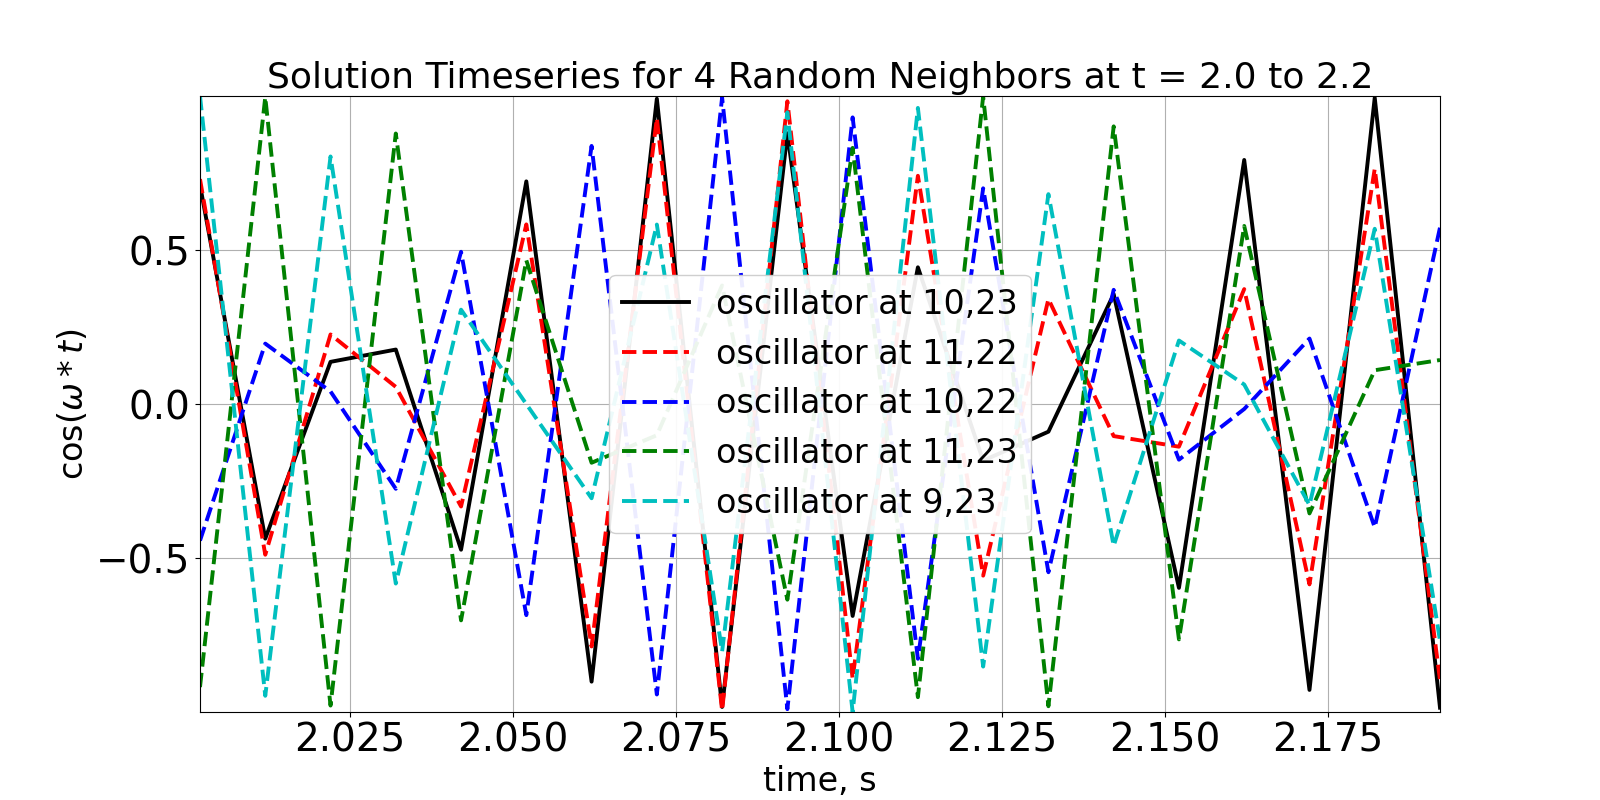 Solution Timeseries for 4 Random Neighbors at t = 2.0 to 2.2
cos(ω * t)
0.5
0.0
−0.5
oscillator at 10,23
oscillator at 11,22
oscillator at 10,22
oscillator at 11,23
oscillator at 9,23
2.025 2.050 2.075 2.100 2.125 2.150 2.175
time, s